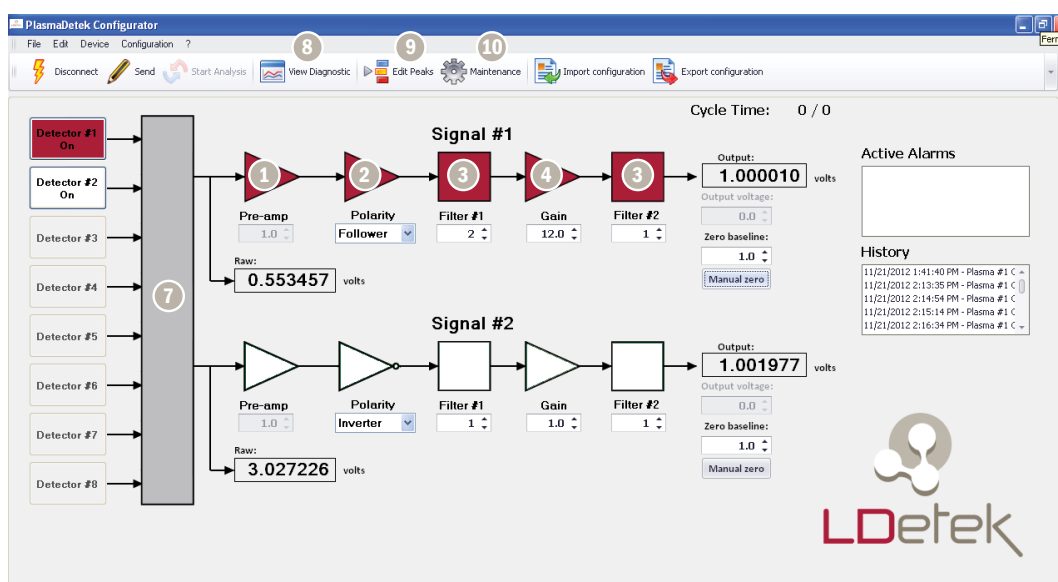 PlasmaDetek Configurator
File Edit Device Configuration ?
8 9 10
Ferr
Disconnect Send Start Analysis View Diagnostic Edit Peaks Maintenance Import configuration Export configuration
Cycle Time: 0 / 0
Detector #1
On
Detector #2
On
Detector #3
Detector #4
Detector #5
Detector #6
Detector #7
Detector #8
7
Signal #1
1 2 3 4 3
Pre-amp
1.0
Polarity
Follower
Filter #1
2
Gain
12.0
Filter #2
1
Output:
1.000010 volts
Output voltage:
0.0
Zero baseline:
1.0
Manual zero
Raw:
0.553457 volts
Signal #2
Pre-amp
1.0
Polarity
Inverter
Filter #1
1
Gain
1.0
Filter #2
1
Output:
1.001977 volts
Output voltage:
0.0
Zero baseline:
1.0
Manual zero
Raw:
3.027226 volts
Active Alarms
History
11/21/2012 1:41:40 PM - Plasma #1 C
11/21/2012 2:13:35 PM - Plasma #1 C
11/21/2012 2:14:54 PM - Plasma #1 C
11/21/2012 2:15:14 PM - Plasma #1 C
11/21/2012 2:16:34 PM - Plasma #1 C
LDetek